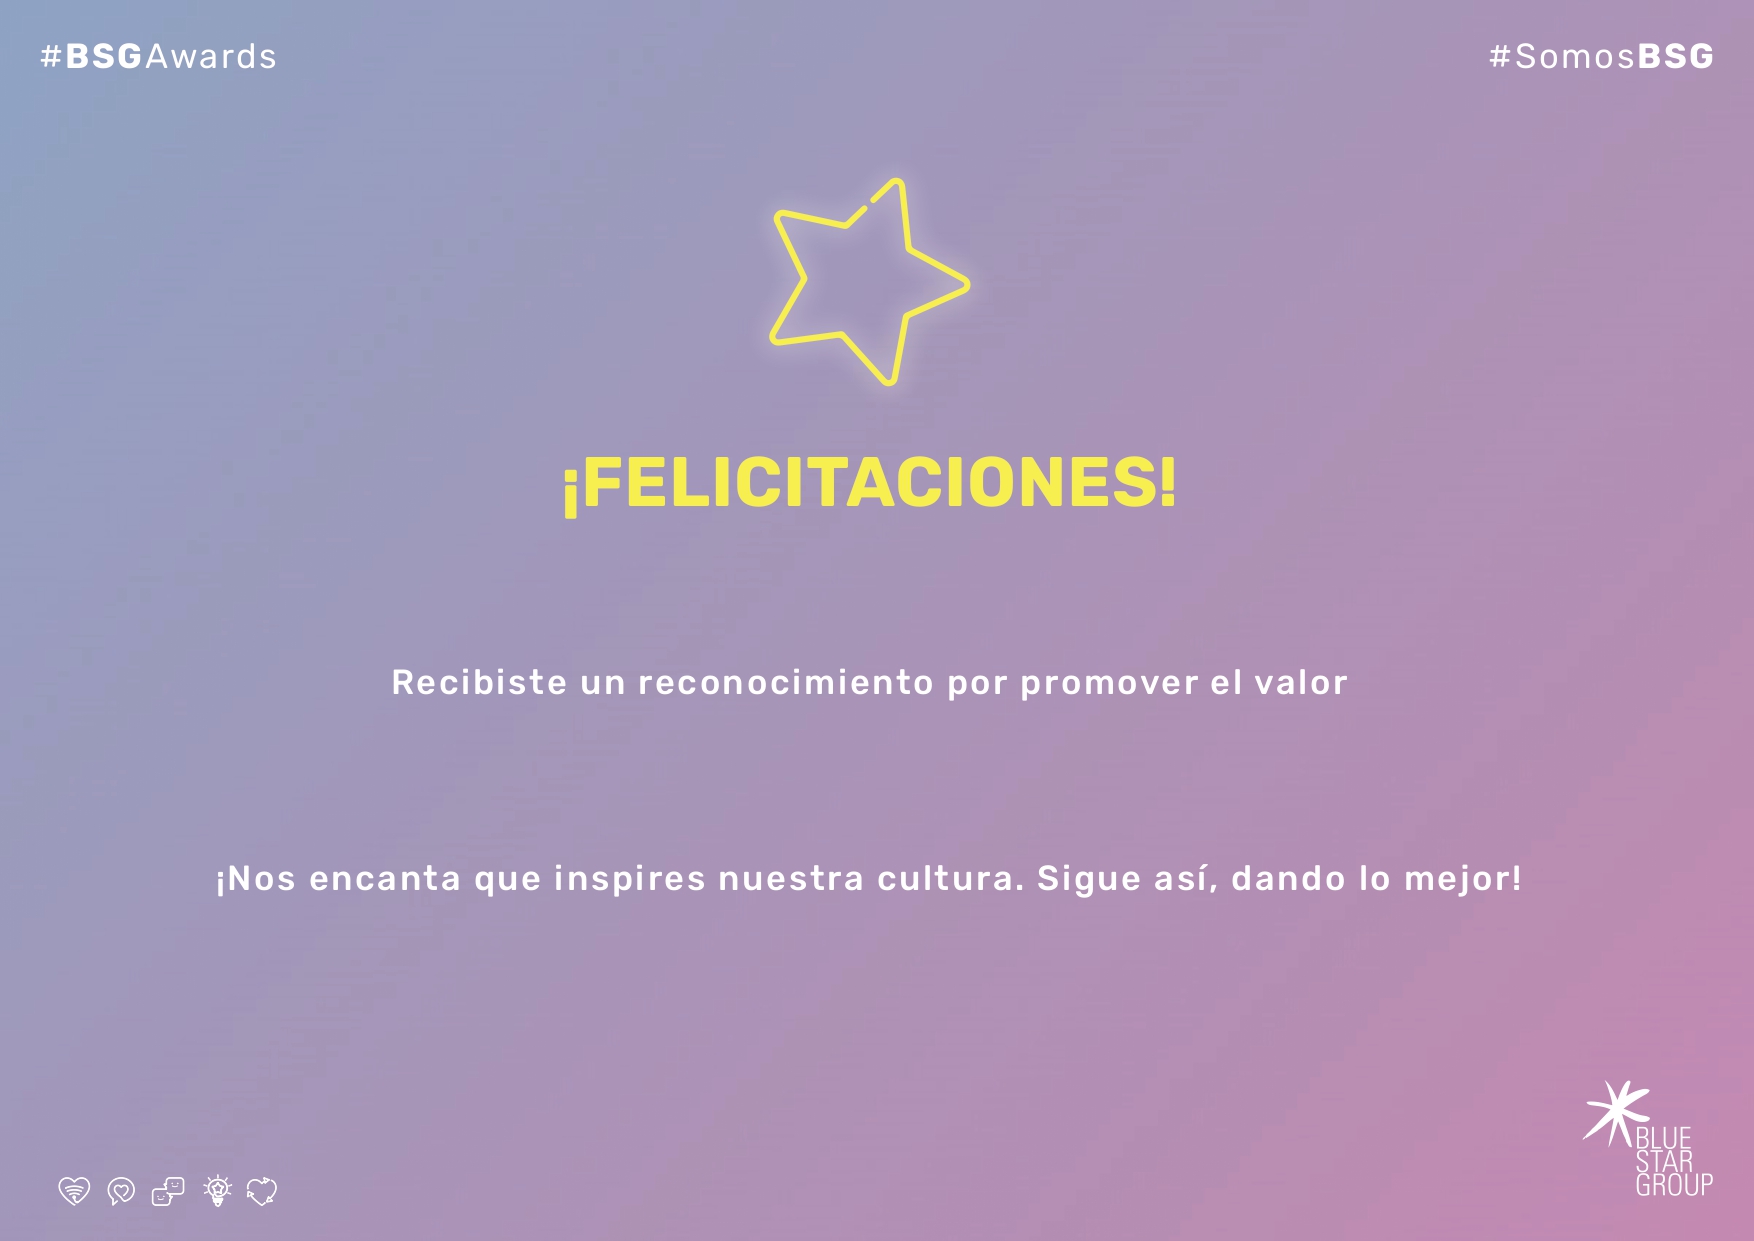 #BSGAwards
#SomosBSG
¡FELICITACIONES!
Recibiste un reconocimiento por promover el valor
¡Nos encanta que inspires nuestra cultura. Sigue así, dando lo mejor!
BLUE
STAR
GROUP